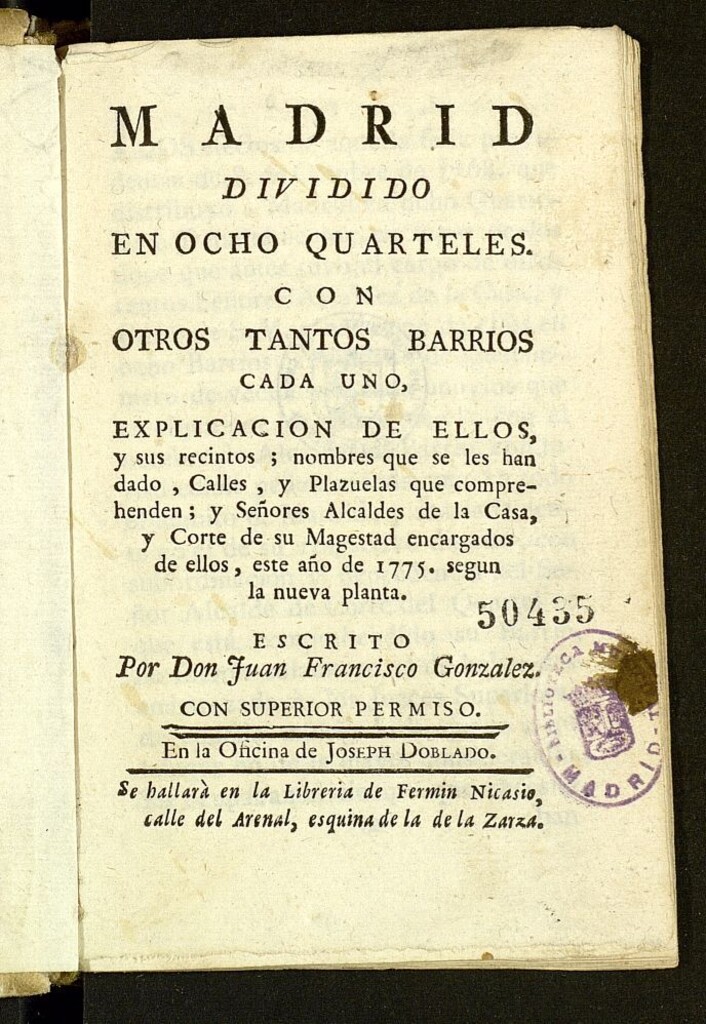 MADRID
DIVIDIDO
EN OCHO QUARTELES.
CON
OTROS TANTOS BARRIOS
CADA UNO,
EXPLICACION DE ELLOS,
y sus recintos ; nombres que se les han
dado , Calles , y Plazuelas que compre-
henden ; y Señores Alcaldes de la Casa,
y Corte de su Magestad encargados
de ellos , este año de 1775. segun
la nueva planta.
50435
ESCRITO
Por Don Juan Francisco Gonzalez.
CON SUPERIOR PERMISO.
En la Oficina de JOSEPH DOBLADO.
Se hallarà en la Libreria de Fermin Nicasio,
calle del Arenal, esquina de la de la Zarza.
BIBLIOTECA
MADRID